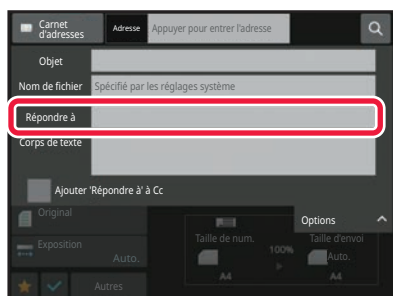 Carnet d'adresses
Adresse
Appuyer pour entrer l'adresse
Objet
Nom de fichier
Spécifié par les réglages système
Répondre à
Corps de texte
Ajouter 'Répondre à' à Cc
Original
Options
Exposition
Auto.
Taille de num.
100%
Taille d'envoi
Auto.
A4
A4
Autres